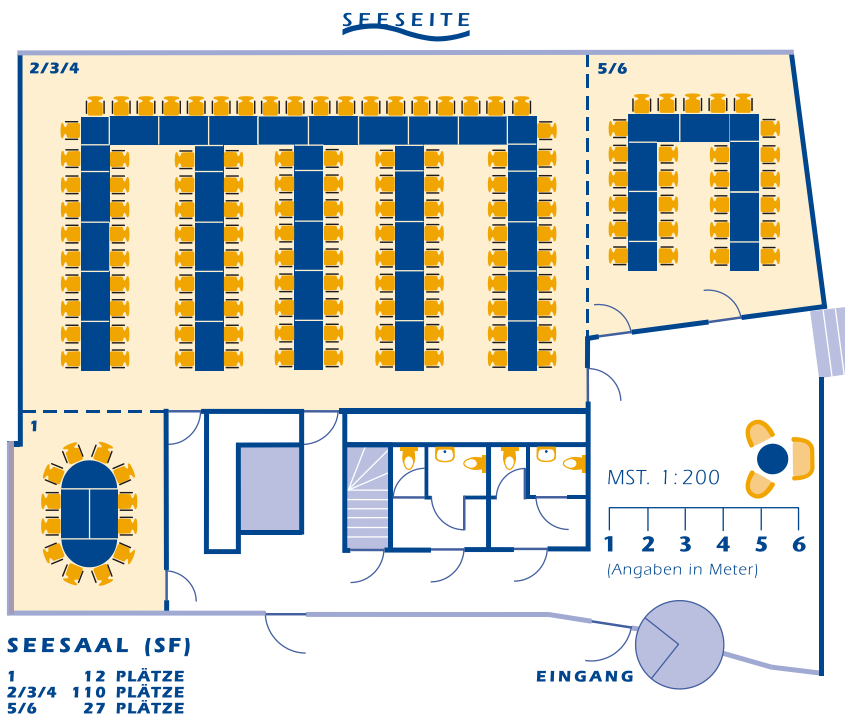 SEESEITE
2/3/4
5/6
1
MST. 1:200
1 2 3 4 5 6
(Angaben in Meter)
EINGANG
SEESAAL (SF)
1 12 PLÄTZE
2/3/4 110 PLÄTZE
5/6 27 PLÄTZE